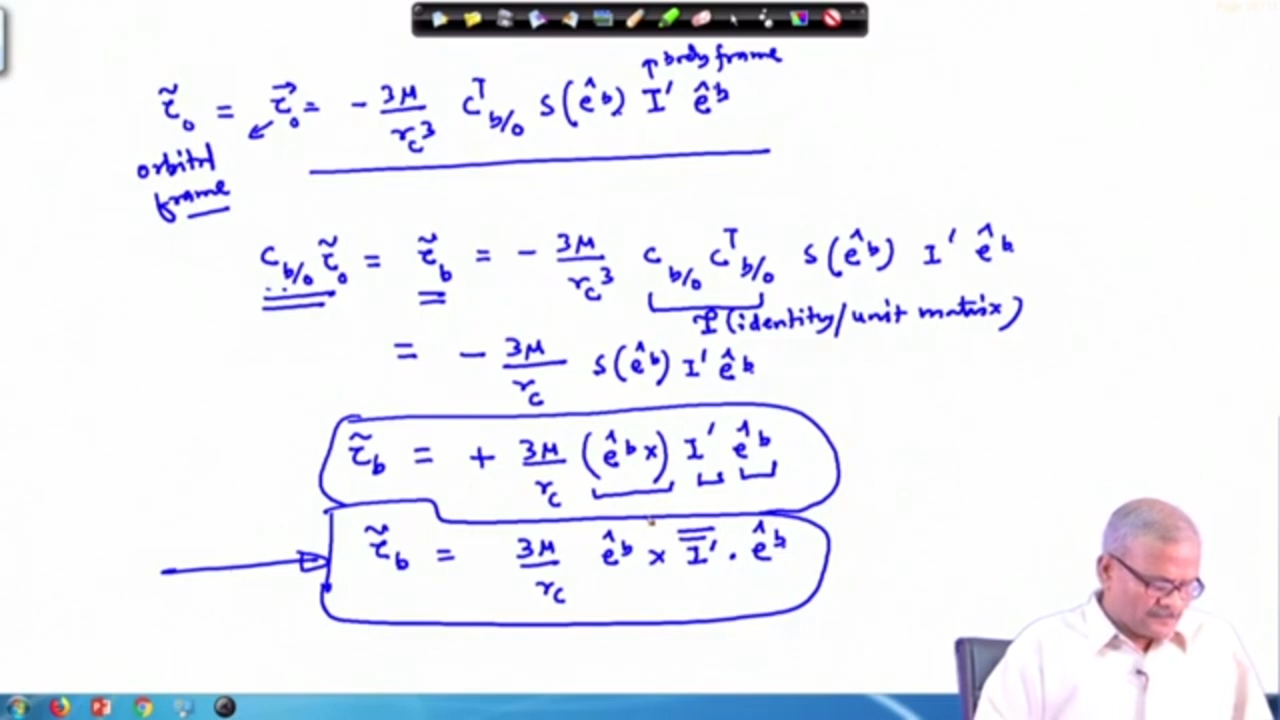 ↑ body frame
τ̃₀ = τ⃗₀ = - 3μ/r_c³ Cᵀ_b/o S(ê^b) I' ê^b
orbital
frame
C_b/o τ̃₀ = τ̃_b = - 3μ/r_c³ C_b/o Cᵀ_b/o S(ê^b) I' ê^b
I (identity/unit matrix)
= - 3μ/r_c S(ê^b) I' ê^b
τ̃_b = + 3μ/r_c (ê^b ×) I' ê^b
τ̃_b = 3μ/r_c ê^b × I̿' · ê^b